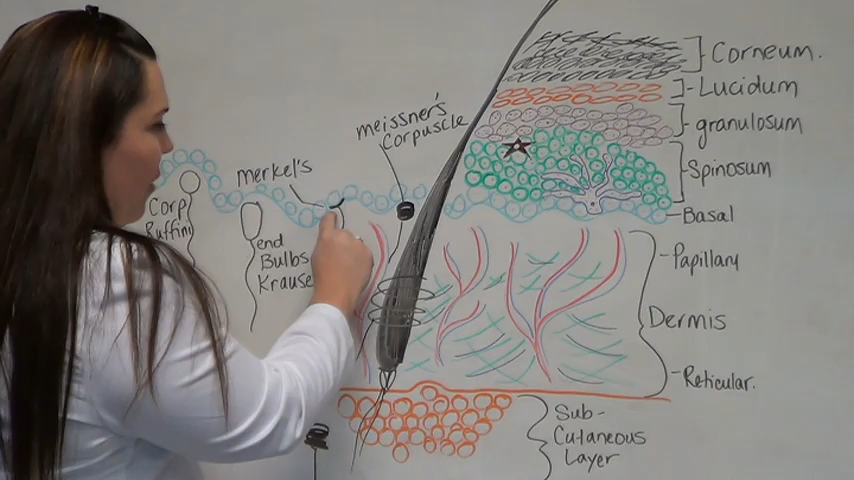 Corneum.
Lucidum
granulosum
Spinosum
Basal
meissner's
Corpuscle
merkel's
Corp
Ruffini
end
Bulbs
Krause
Papillary
Dermis
Reticular.
Sub-
Cutaneous
Layer